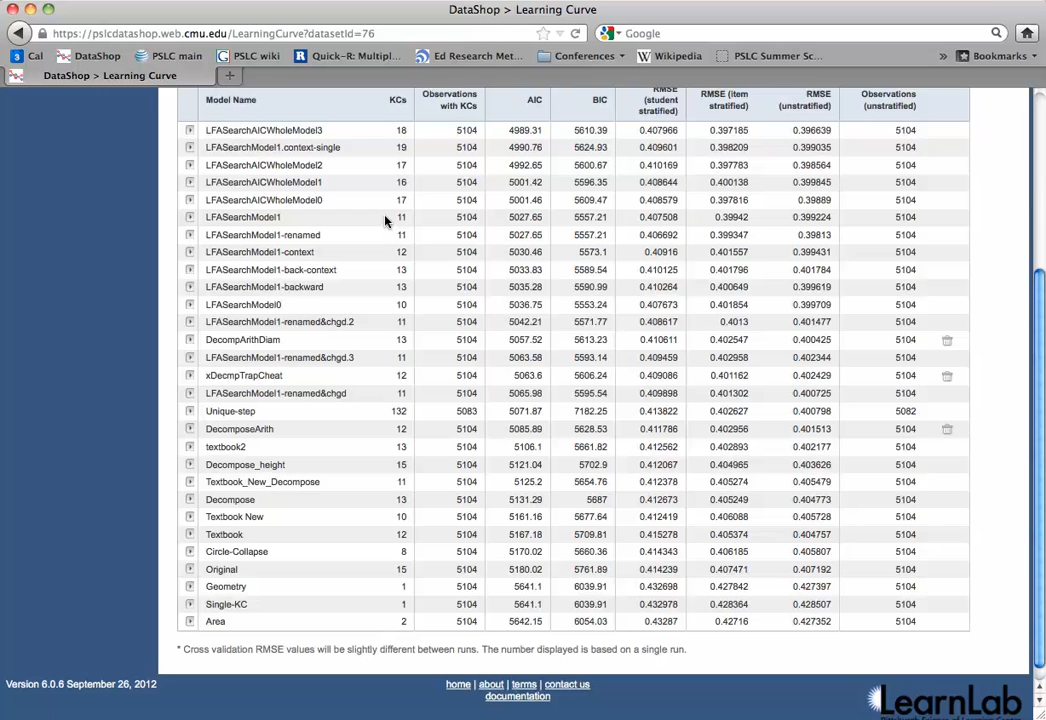 DataShop > Learning Curve
https://pslcdatashop.web.cmu.edu/LearningCurve?datasetId=76
Google
3 Cal DataShop PSLC main PSLC wiki Quick-R: Multipl... Ed Research Met... Conferences Wikipedia PSLC Summer Sc... » Bookmarks
DataShop > Learning Curve
Model Name KCs Observations with KCs AIC BIC RMSE (student stratified) RMSE (item stratified) RMSE (unstratified) Observations (unstratified)
LFASearchAICWholeModel3 18 5104 4989.31 5610.39 0.407966 0.397185 0.396639 5104
LFASearchModel1.context-single 19 5104 4990.76 5624.93 0.409601 0.398209 0.399035 5104
LFASearchAICWholeModel2 17 5104 4992.65 5600.67 0.410169 0.397783 0.398564 5104
LFASearchAICWholeModel1 16 5104 5001.42 5596.35 0.408644 0.400138 0.399845 5104
LFASearchAICWholeModel0 17 5104 5001.46 5609.47 0.408579 0.397816 0.39889 5104
LFASearchModel1 11 5104 5027.65 5557.21 0.407508 0.39942 0.399224 5104
LFASearchModel1-renamed 11 5104 5027.65 5557.21 0.406692 0.399347 0.39813 5104
LFASearchModel1-context 12 5104 5030.46 5573.1 0.40916 0.401557 0.399431 5104
LFASearchModel1-back-context 13 5104 5033.83 5589.54 0.410125 0.401796 0.401784 5104
LFASearchModel1-backward 13 5104 5035.28 5590.99 0.410264 0.400649 0.399619 5104
LFASearchModel0 10 5104 5036.75 5553.24 0.407673 0.401854 0.399709 5104
LFASearchModel1-renamed&chgd.2 11 5104 5042.21 5571.77 0.408617 0.4013 0.401477 5104
DecompArithDiam 13 5104 5057.52 5613.23 0.410611 0.402547 0.400425 5104
LFASearchModel1-renamed&chgd.3 11 5104 5063.58 5593.14 0.409459 0.402958 0.402344 5104
xDecmpTrapCheat 12 5104 5063.6 5606.24 0.409086 0.401162 0.402429 5104
LFASearchModel1-renamed&chgd 11 5104 5065.98 5595.54 0.409898 0.401302 0.400725 5104
Unique-step 132 5083 5071.87 7182.25 0.413822 0.402627 0.400798 5082
DecomposeArith 12 5104 5085.89 5628.53 0.411786 0.402956 0.401513 5104
textbook2 13 5104 5106.1 5661.82 0.412562 0.402893 0.402177 5104
Decompose_height 15 5104 5121.04 5702.9 0.412067 0.404965 0.403626 5104
Textbook_New_Decompose 11 5104 5125.2 5654.76 0.412378 0.405274 0.405479 5104
Decompose 13 5104 5131.29 5687 0.412673 0.405249 0.404773 5104
Textbook New 10 5104 5161.16 5677.64 0.412419 0.406088 0.405728 5104
Textbook 12 5104 5167.18 5709.81 0.415278 0.405374 0.404757 5104
Circle-Collapse 8 5104 5170.02 5660.36 0.414343 0.406185 0.405807 5104
Original 15 5104 5180.02 5761.89 0.414239 0.407471 0.407192 5104
Geometry 1 5104 5641.1 6039.91 0.432698 0.427842 0.427397 5104
Single-KC 1 5104 5641.1 6039.91 0.432978 0.428364 0.428507 5104
Area 2 5104 5642.15 6054.03 0.43287 0.42716 0.427352 5104
* Cross validation RMSE values will be slightly different between runs. The number displayed is based on a single run.
Version 6.0.6 September 26, 2012 home | about | terms | contact us
documentation
LearnLab